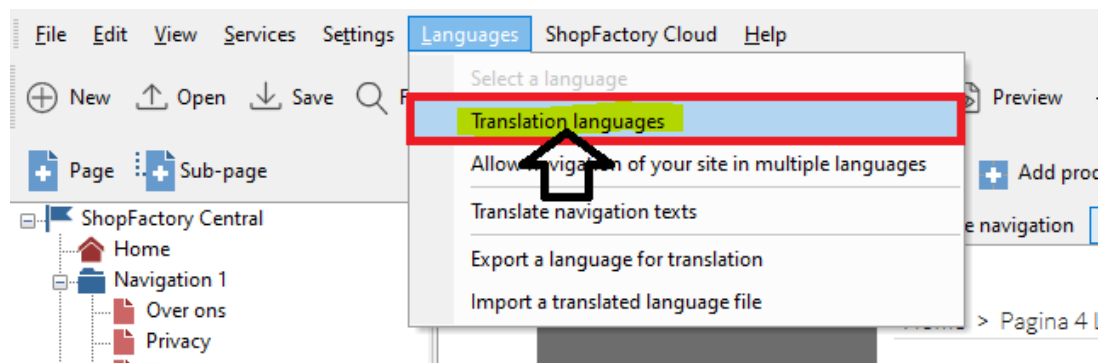 File Edit View Services Settings Languages ShopFactory Cloud Help
Select a language
New Open Save Preview
Translation languages
Allow of your site in multiple languages
Page Sub-page Add
Translate navigation texts
ShopFactory Central
navigation
Home
Export a language for translation
Navigation 1
Import a translated language file
Over ons
> Pagina 4
Privacy